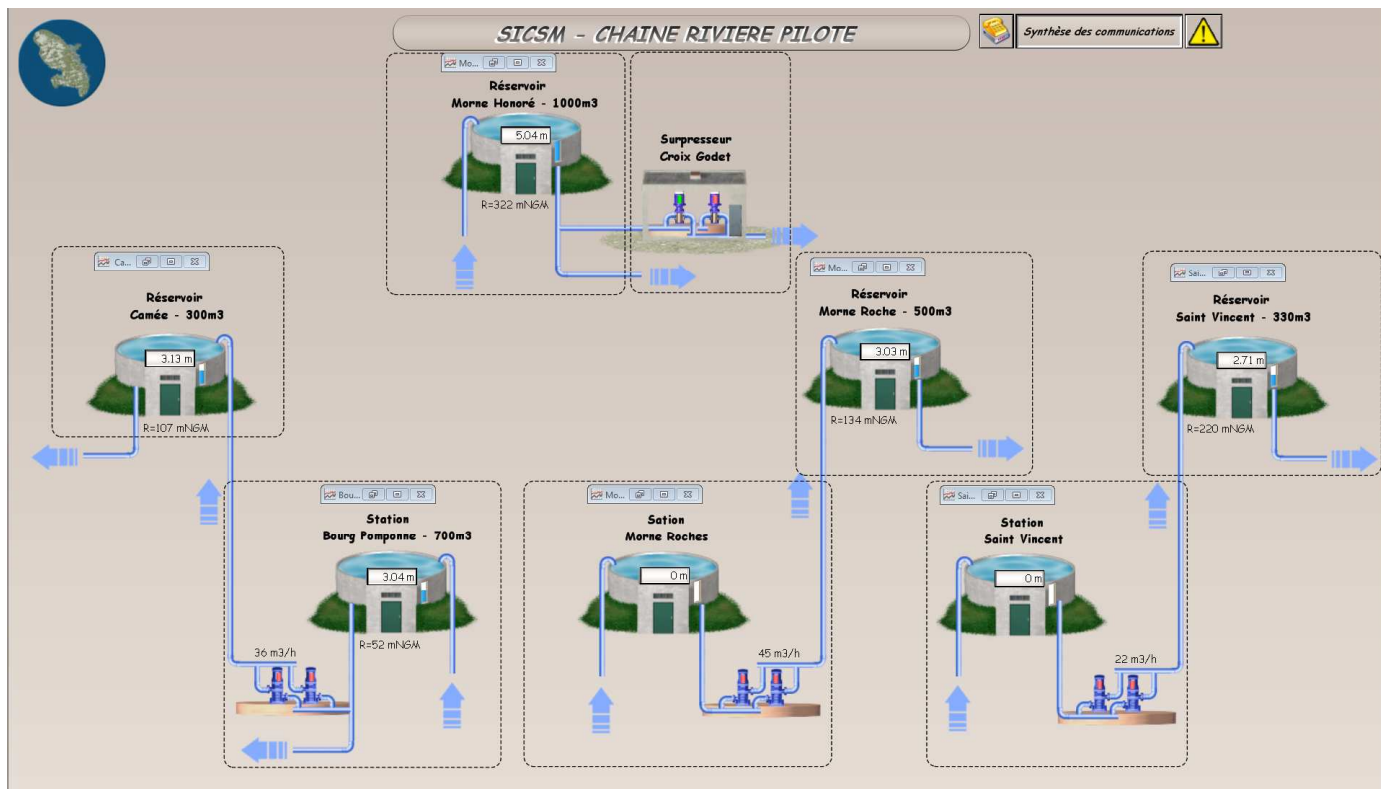 SICSM - CHAINE RIVIERE PILOTE
Synthèse des communications
Mo...
Réservoir
Morne Honoré - 1000m3
5.04 m
R=322 mNGM
Surpresseur
Croix Godet
Ca...
Réservoir
Camée - 300m3
3.13 m
R=107 mNGM
Mo...
Réservoir
Morne Roche - 500m3
3.03 m
R=134 mNGM
Sai...
Réservoir
Saint Vincent - 330m3
2.71 m
R=220 mNGM
Bou...
Station
Bourg Pomponne - 700m3
3.04 m
R=52 mNGM
36 m3/h
Mo...
Sation
Morne Roches
0 m
45 m3/h
Sai...
Station
Saint Vincent
0 m
22 m3/h